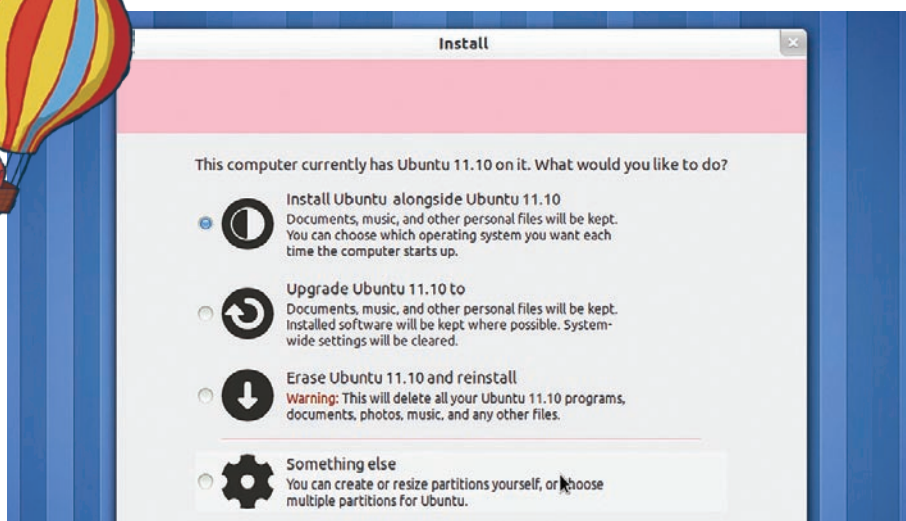 Install
This computer currently has Ubuntu 11.10 on it. What would you like to do?
Install Ubuntu alongside Ubuntu 11.10
Documents, music, and other personal files will be kept.
You can choose which operating system you want each
time the computer starts up.
Upgrade Ubuntu 11.10 to
Documents, music, and other personal files will be kept.
Installed software will be kept where possible. System-
wide settings will be cleared.
Erase Ubuntu 11.10 and reinstall
Warning: This will delete all your Ubuntu 11.10 programs,
documents, photos, music, and any other files.
Something else
You can create or resize partitions yourself, or choose
multiple partitions for Ubuntu.